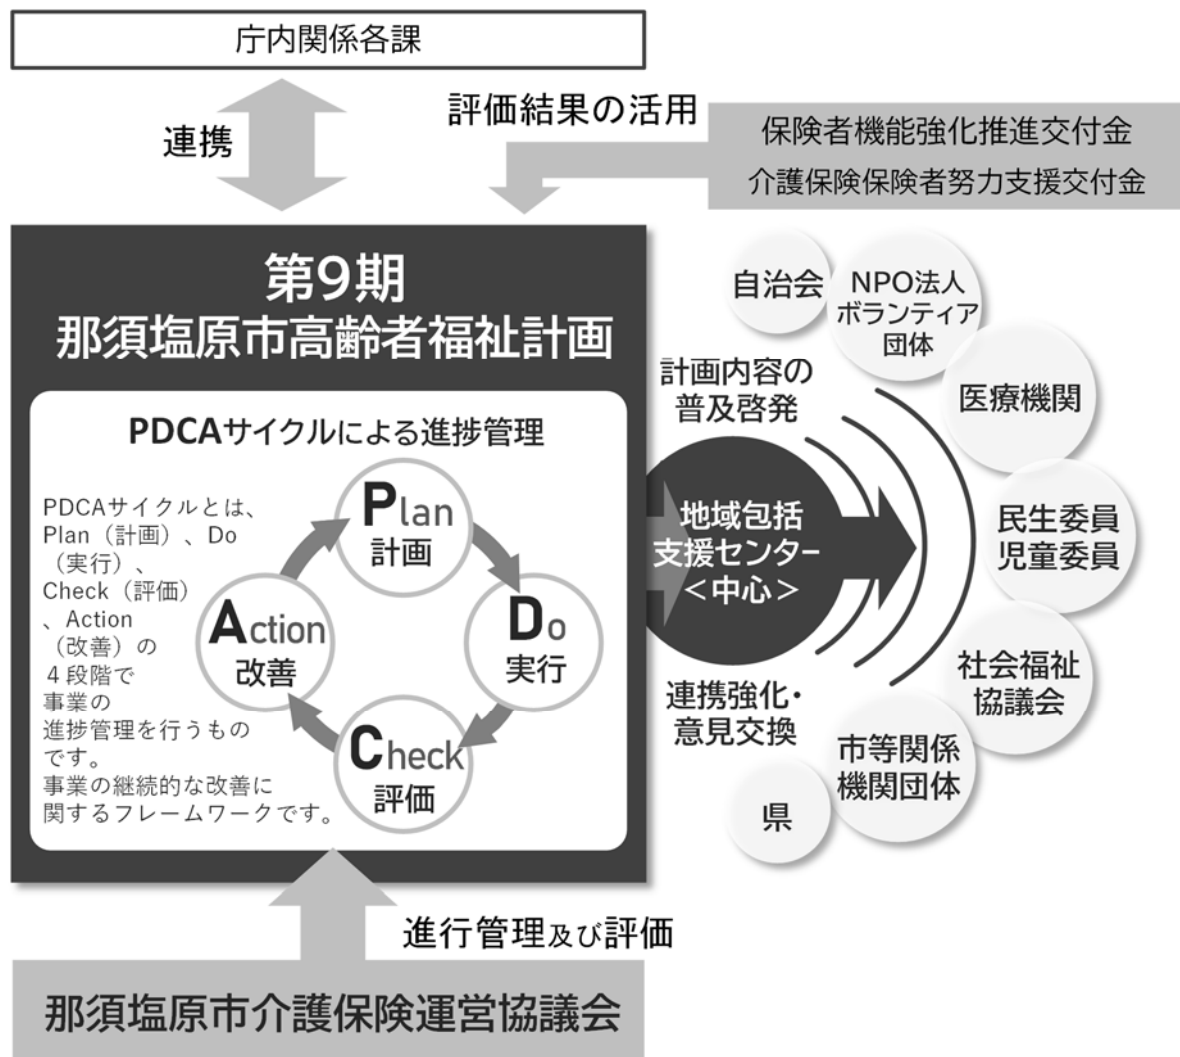 庁内関係各課
連携
評価結果の活用
保険者機能強化推進交付金
介護保険保険者努力支援交付金
第9期
那須塩原市高齢者福祉計画
PDCAサイクルによる進捗管理
PDCAサイクルとは、
Plan（計画）、Do
（実行）、
Check（評価）
、Action
（改善）の
４段階で
事業の
進捗管理を行うもの
です。
事業の継続的な改善に
関するフレームワークです。
Plan
計画
Do
実行
Check
評価
Action
改善
計画内容の
普及啓発
地域包括
支援センター
＜中心＞
連携強化・
意見交換
自治会
NPO法人
ボランティア
団体
医療機関
民生委員
児童委員
社会福祉
協議会
市等関係
機関団体
県
進行管理及び評価
那須塩原市介護保険運営協議会